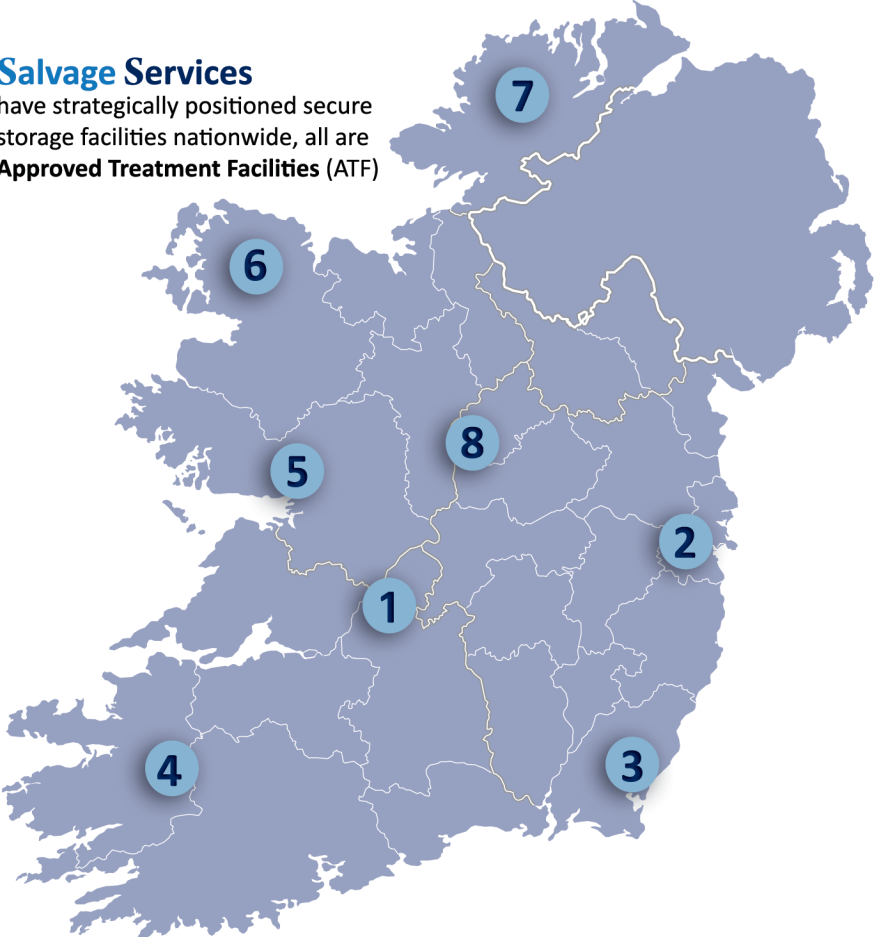 Salvage Services
have strategically positioned secure
storage facilities nationwide, all are
Approved Treatment Facilities (ATF)
7
6
8
5
2
1
3
4